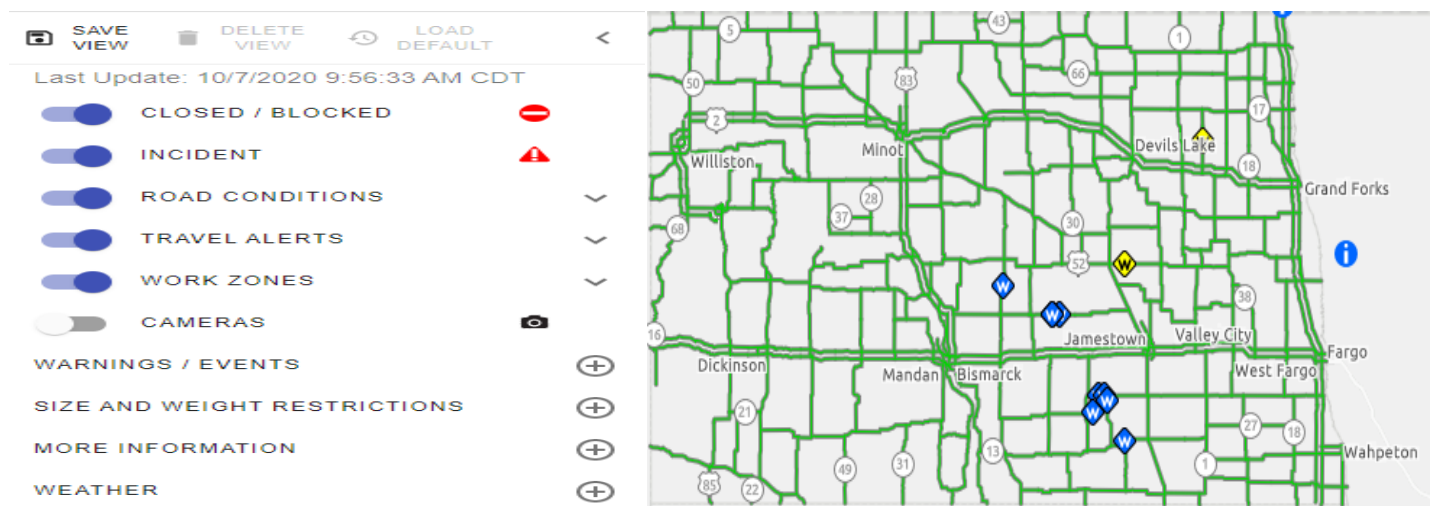 SAVE
VIEW
DELETE
VIEW
LOAD
DEFAULT
<
Last Update: 10/7/2020 9:56:33 AM CDT
CLOSED / BLOCKED
INCIDENT
ROAD CONDITIONS
TRAVEL ALERTS
WORK ZONES
CAMERAS
WARNINGS / EVENTS
SIZE AND WEIGHT RESTRICTIONS
MORE INFORMATION
WEATHER
5
43
1
50
83
66
2
17
Williston
Minot
Devils Lake
18
Grand Forks
28
37
68
30
52
W
i
W
38
W
16
Jamestown
Valley City
Dickinson
Mandan
Bismarck
West Fargo
Fargo
21
W
W
W
27
18
49
31
13
1
Wahpeton
85
22